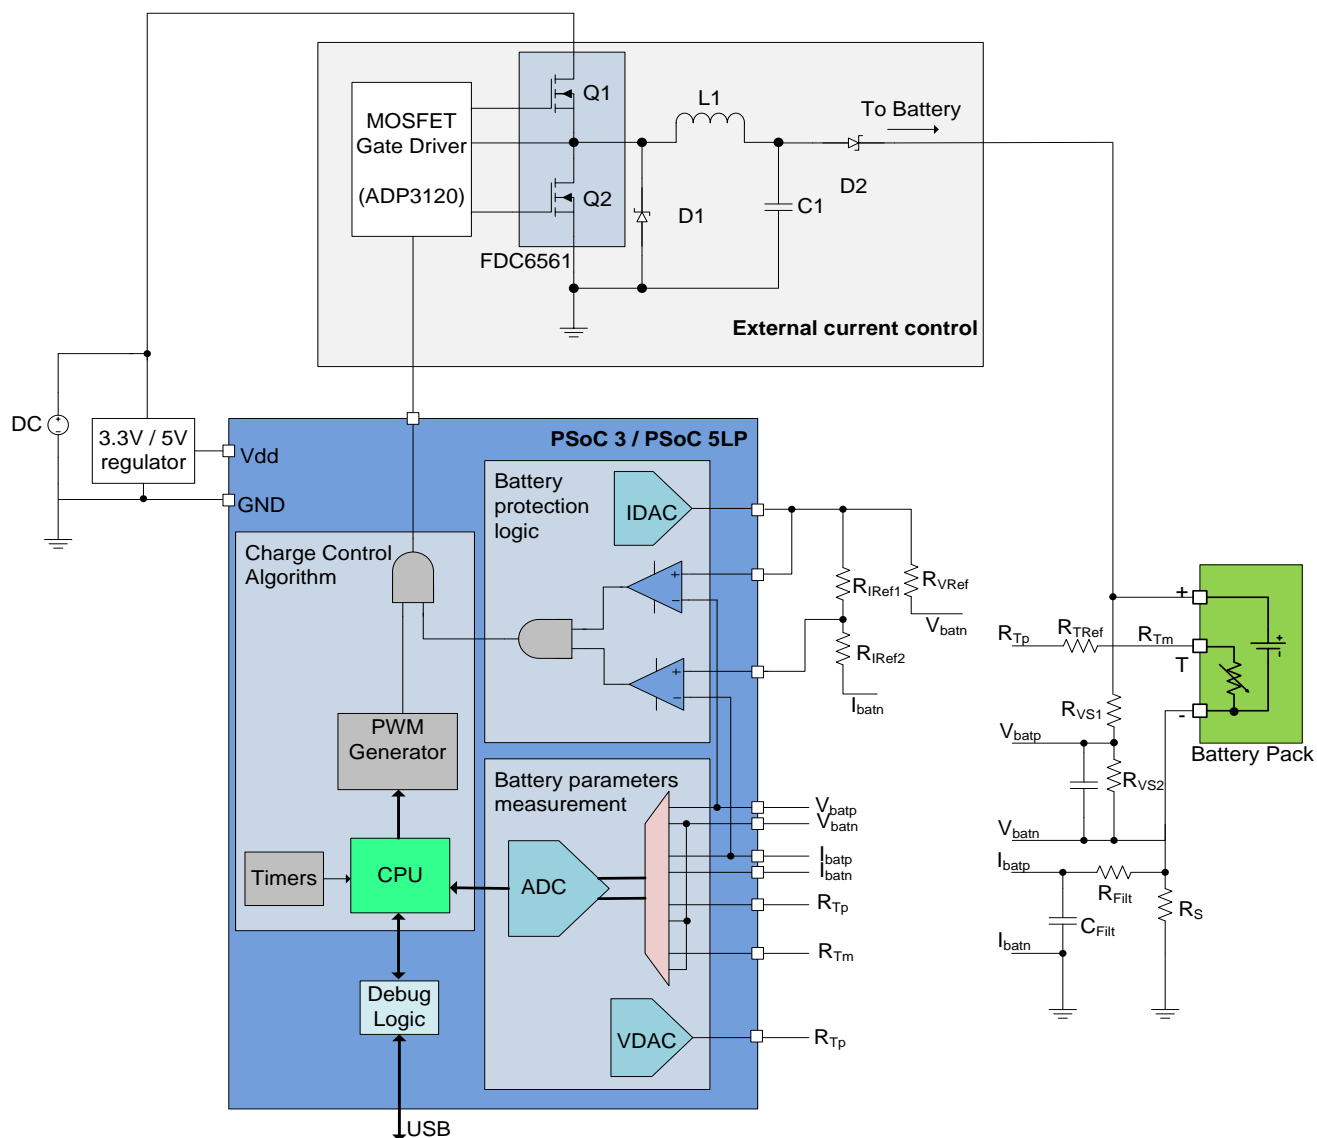 Q1
L1
To Battery
MOSFET
Gate Driver
(ADP3120)
Q2
D1
C1
D2
FDC6561
External current control
DC
3.3V / 5V
regulator
Vdd
GND
PSoC 3 / PSoC 5LP
Battery
protection
logic
IDAC
Charge Control
Algorithm
+
-
+
-
RIRef1
RVRef
Vbatn
RIRef2
Ibatn
PWM
Generator
Battery parameters
measurement
Timers
CPU
ADC
Vbatp
Vbatn
Ibatp
Ibatn
RTp
RTm
Debug
Logic
VDAC
RTp
USB
+
RTp
RTRef
RTm
T
+
-
-
RVS1
Battery Pack
Vbatp
RVS2
Vbatn
Ibatp
RFilt
RS
CFilt
Ibatn